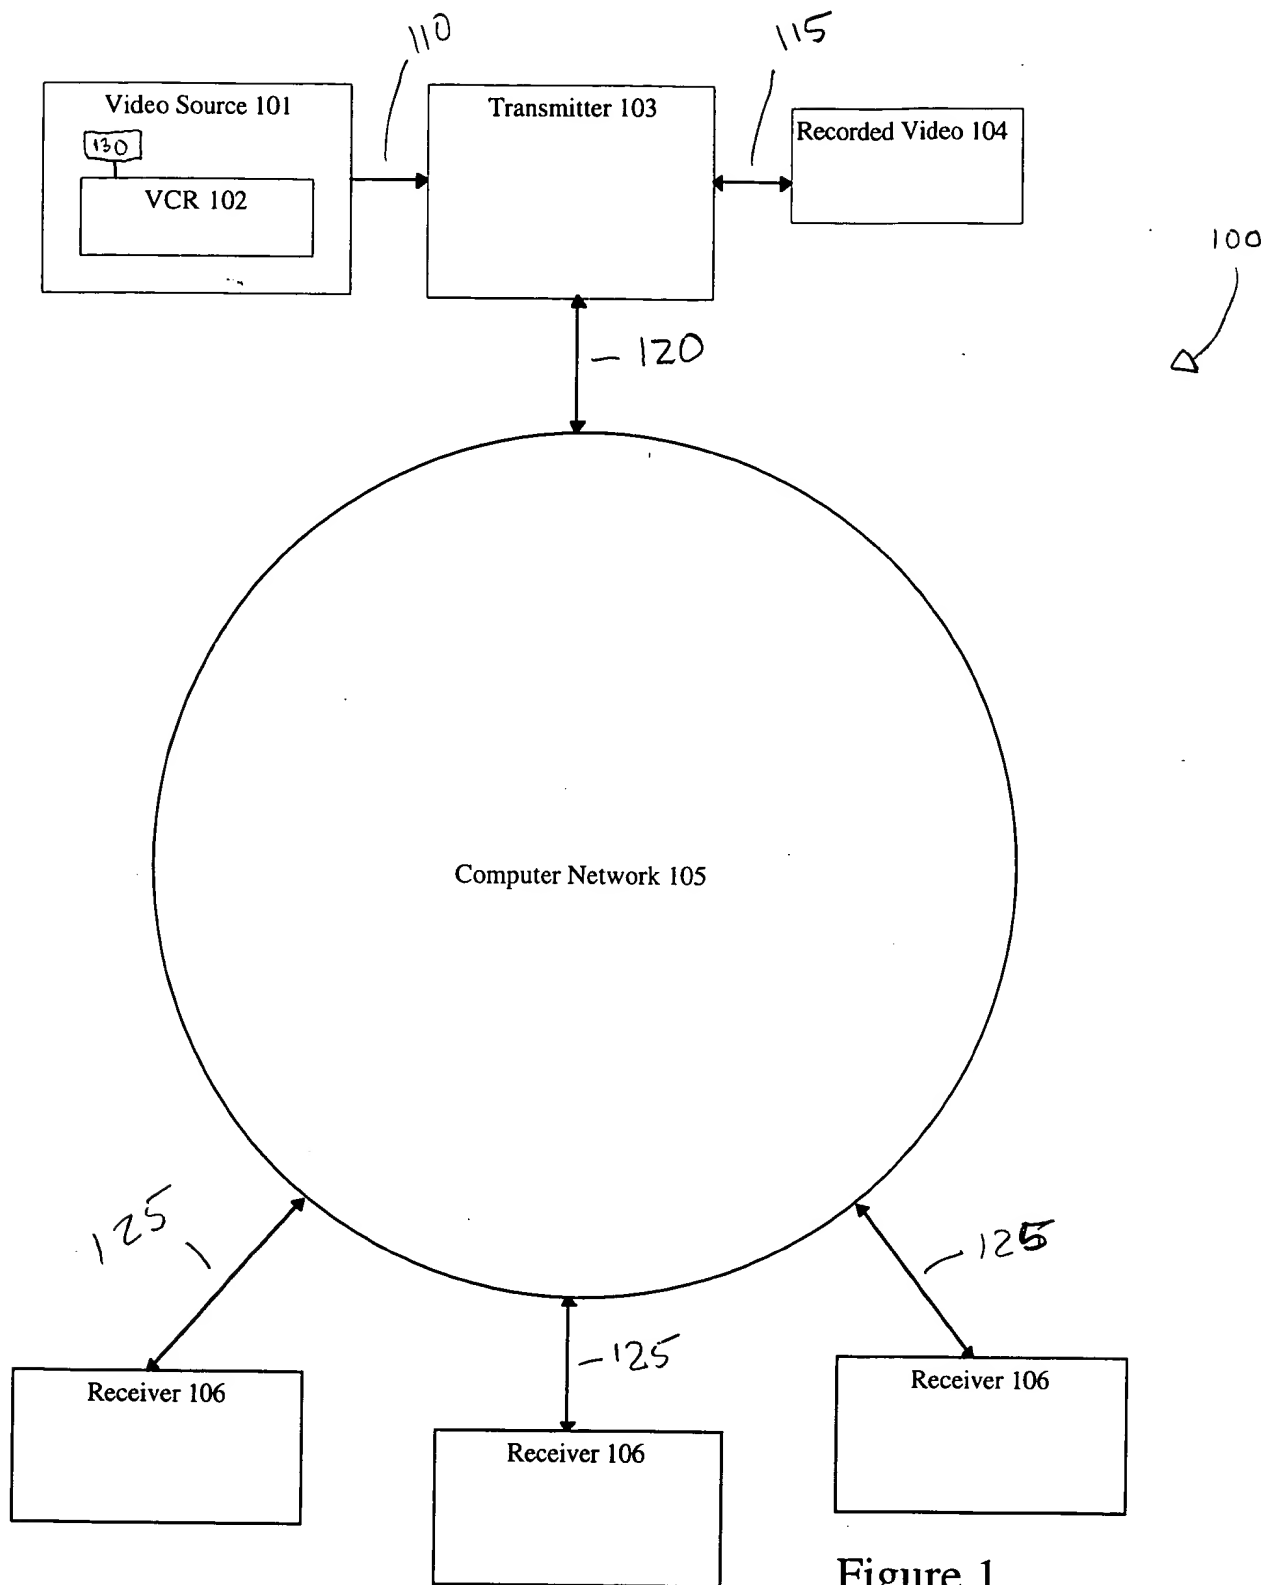 110
115
Video Source 101
Transmitter 103
Recorded Video 104
130
VCR 102
100
120
Computer Network 105
125
125
125
Receiver 106
Receiver 106
Receiver 106
Figure 1